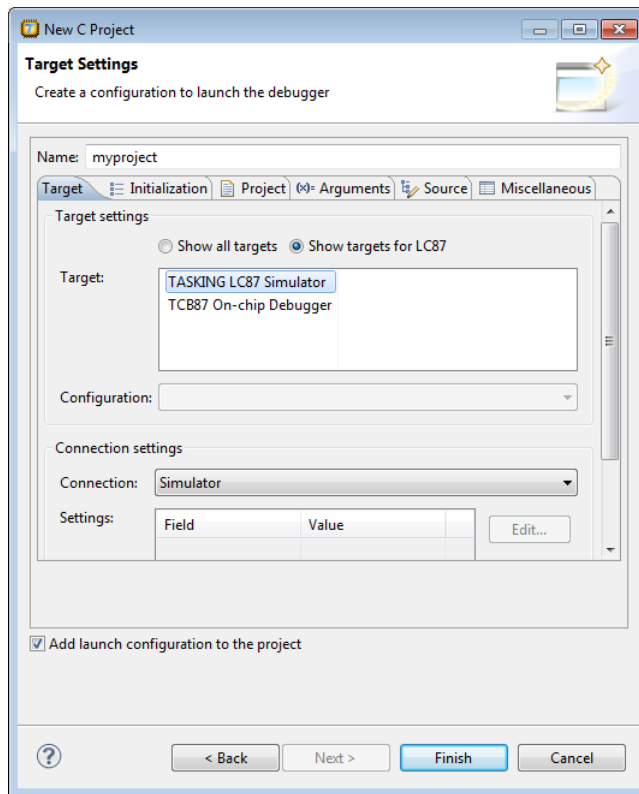 New C Project
Target Settings
Create a configuration to launch the debugger
Name: myproject
Target Initialization Project (x)= Arguments Source Miscellaneous
Target settings
Show all targets Show targets for LC87
Target:
TASKING LC87 Simulator
TCB87 On-chip Debugger
Configuration:
Connection settings
Connection: Simulator
Settings: Field Value Edit...
Add launch configuration to the project
? < Back Next > Finish Cancel